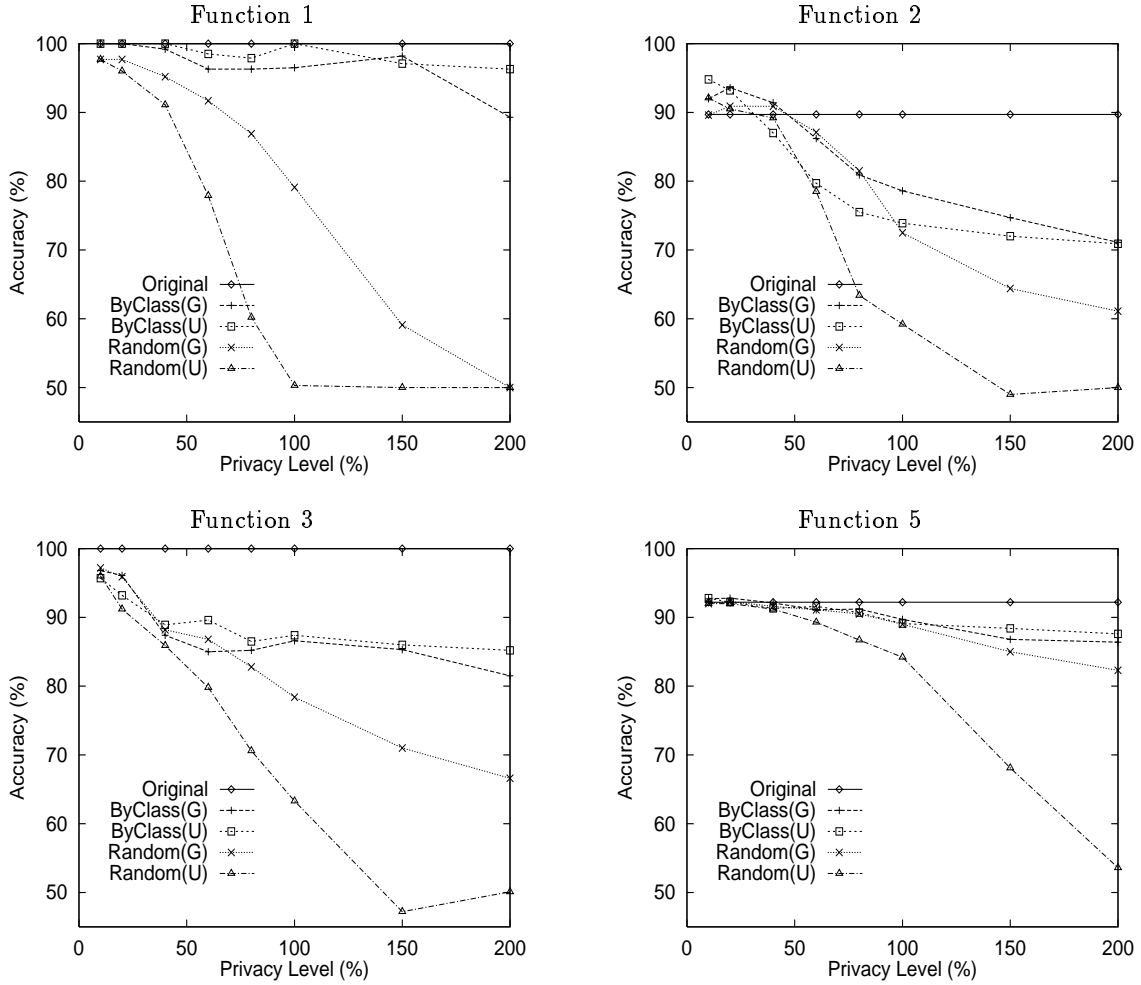 Function 1
100
90
80
70
60
50
Accuracy (%)
Original
ByClass(G)
ByClass(U)
Random(G)
Random(U)
0 50 100 150 200
Privacy Level (%)
Function 2
100
90
80
70
60
50
Accuracy (%)
Original
ByClass(G)
ByClass(U)
Random(G)
Random(U)
0 50 100 150 200
Privacy Level (%)
Function 3
100
90
80
70
60
50
Accuracy (%)
Original
ByClass(G)
ByClass(U)
Random(G)
Random(U)
0 50 100 150 200
Privacy Level (%)
Function 5
100
90
80
70
60
50
Accuracy (%)
Original
ByClass(G)
ByClass(U)
Random(G)
Random(U)
0 50 100 150 200
Privacy Level (%)